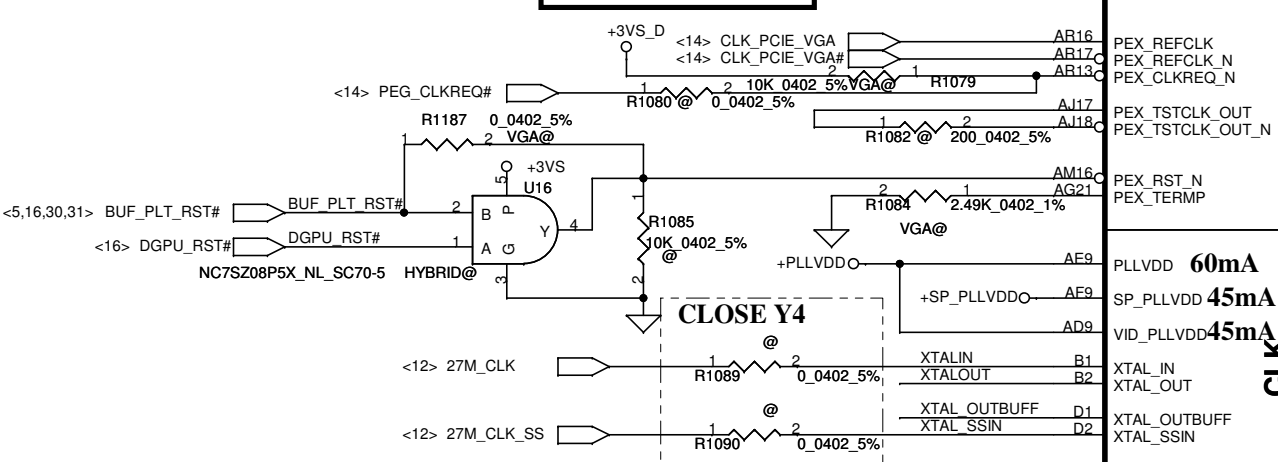 +3VS_D
<14> CLK_PCIE_VGA
AR16
PEX_REFCLK
<14> CLK_PCIE_VGA#
AR17
PEX_REFCLK_N
2
10K_0402_5%
VGA@
1
R1079
AR13
PEX_CLKREQ_N
<14> PEG_CLKREQ#
1
R1080 @
2
0_0402_5%
AJ17
PEX_TSTCLK_OUT
1
R1082 @
2
200_0402_5%
AJ18
PEX_TSTCLK_OUT_N
R1187
0_0402_5%
VGA@
1
2
+3VS
5
U16
AM16
PEX_RST_N
2
R1084
1
2.49K_0402_1%
VGA@
AG21
PEX_TERMP
<5,16,30,31> BUF_PLT_RST#
BUF_PLT_RST#
2
B
P
Y
4
<16> DGPU_RST#
DGPU_RST#
1
A
G
3
NC7SZ08P5X_NL_SC70-5
HYBRID@
1
R1085
10K_0402_5%
@
2
+PLLVDD
AE9
PLLVDD 60mA
+SP_PLLVDD
AF9
SP_PLLVDD 45mA
AD9
VID_PLLVDD 45mA
CLK
CLOSE Y4
<12> 27M_CLK
@
1
R1089
2
0_0402_5%
XTALIN
B1
XTAL_IN
XTALOUT
B2
XTAL_OUT
<12> 27M_CLK_SS
@
1
R1090
2
0_0402_5%
XTAL_OUTBUFF
D1
XTAL_OUTBUFF
XTAL_SSIN
D2
XTAL_SSIN